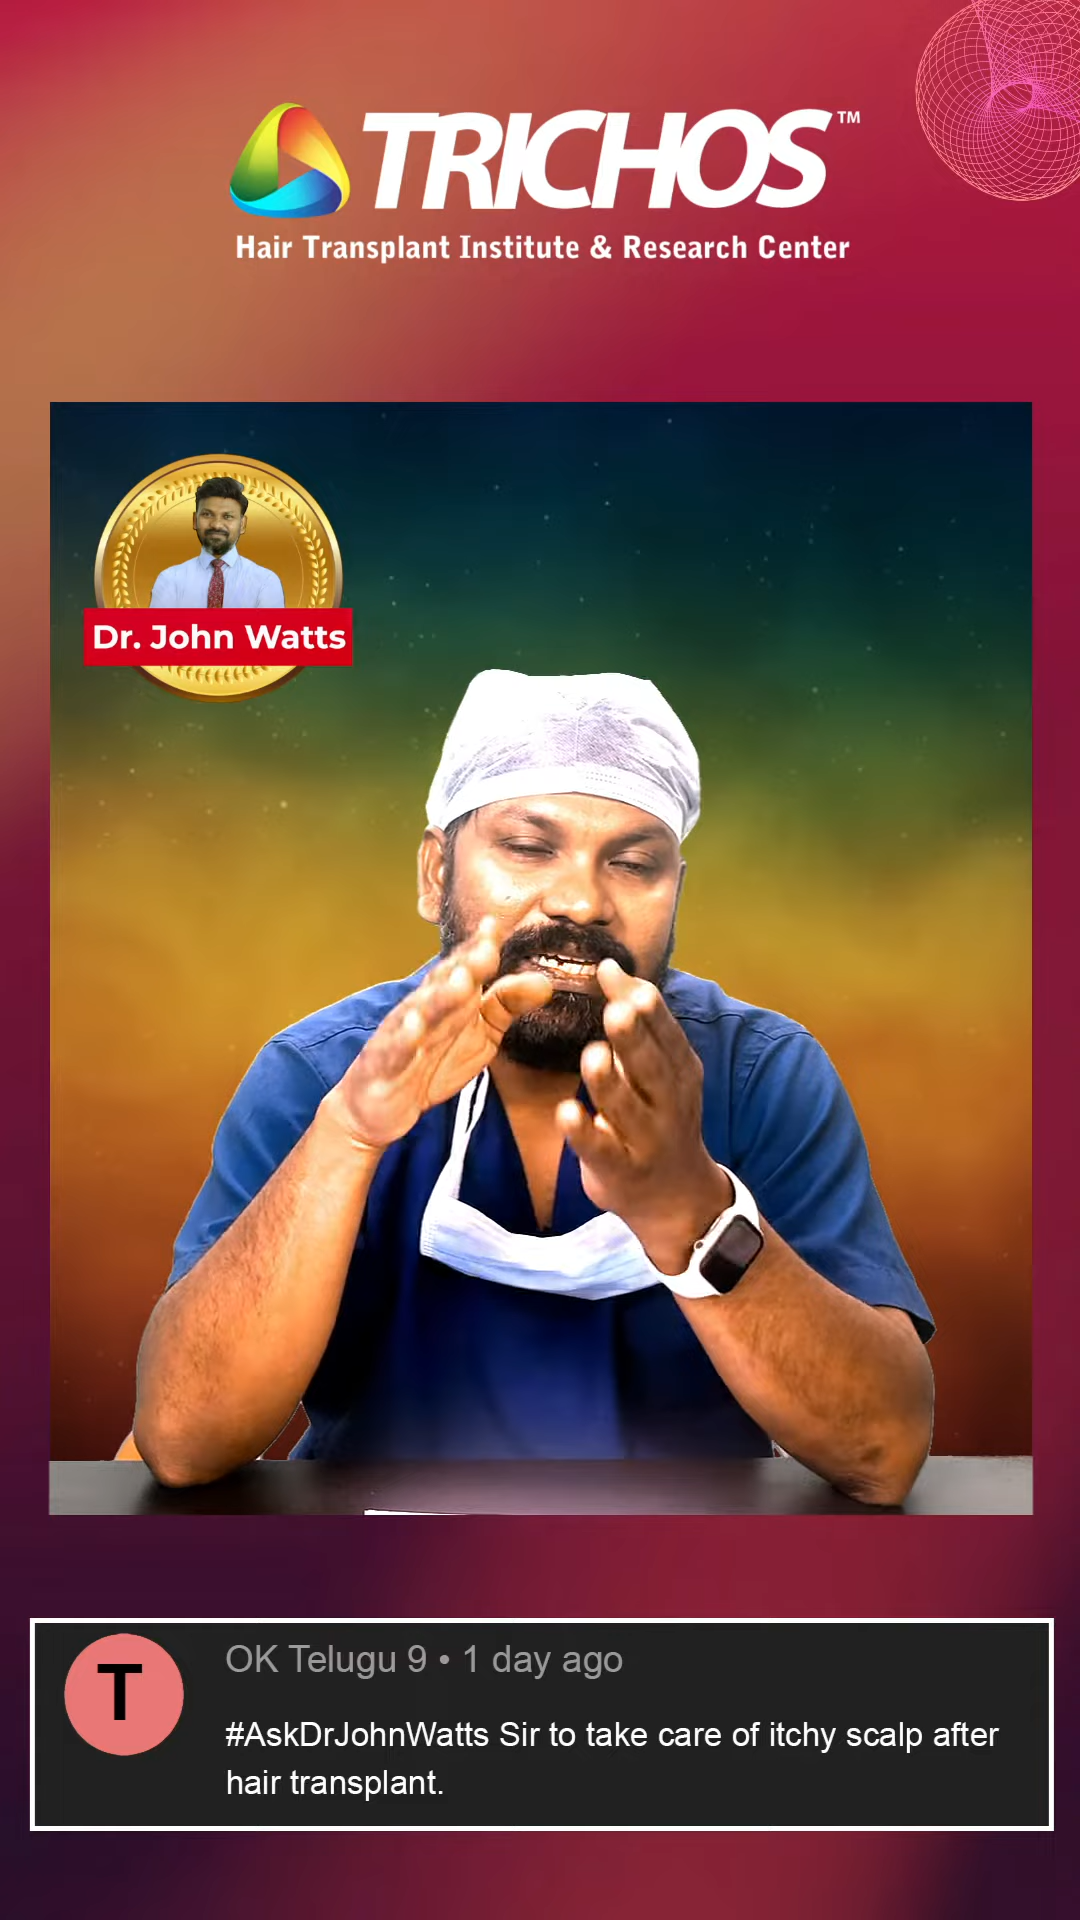 TRICHOS™
Hair Transplant Institute & Research Center
Dr. John Watts
T
OK Telugu 9 • 1 day ago
#AskDrJohnWatts Sir to take care of itchy scalp after
hair transplant.